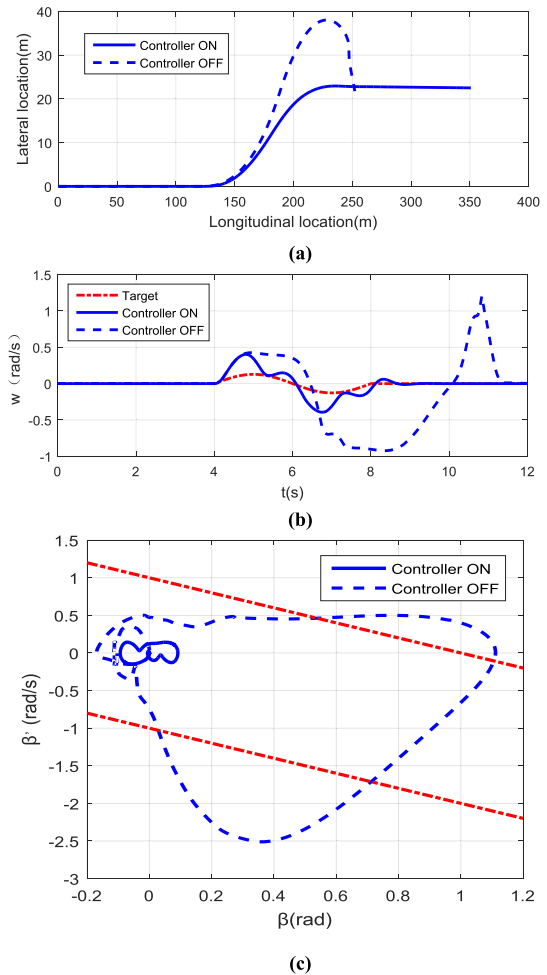 40
30
20
10
0
Lateral location(m)
Controller ON
Controller OFF
0 50 100 150 200 250 300 350 400
Longitudinal location(m)
(a)
1.5
1
0.5
0
-0.5
-1
w（rad/s）
Target
Controller ON
Controller OFF
0 2 4 6 8 10 12
t(s)
(b)
1.5
1
0.5
0
-0.5
-1
-1.5
-2
-2.5
-3
β' (rad/s)
Controller ON
Controller OFF
-0.2 0 0.2 0.4 0.6 0.8 1 1.2
β(rad)
(c)